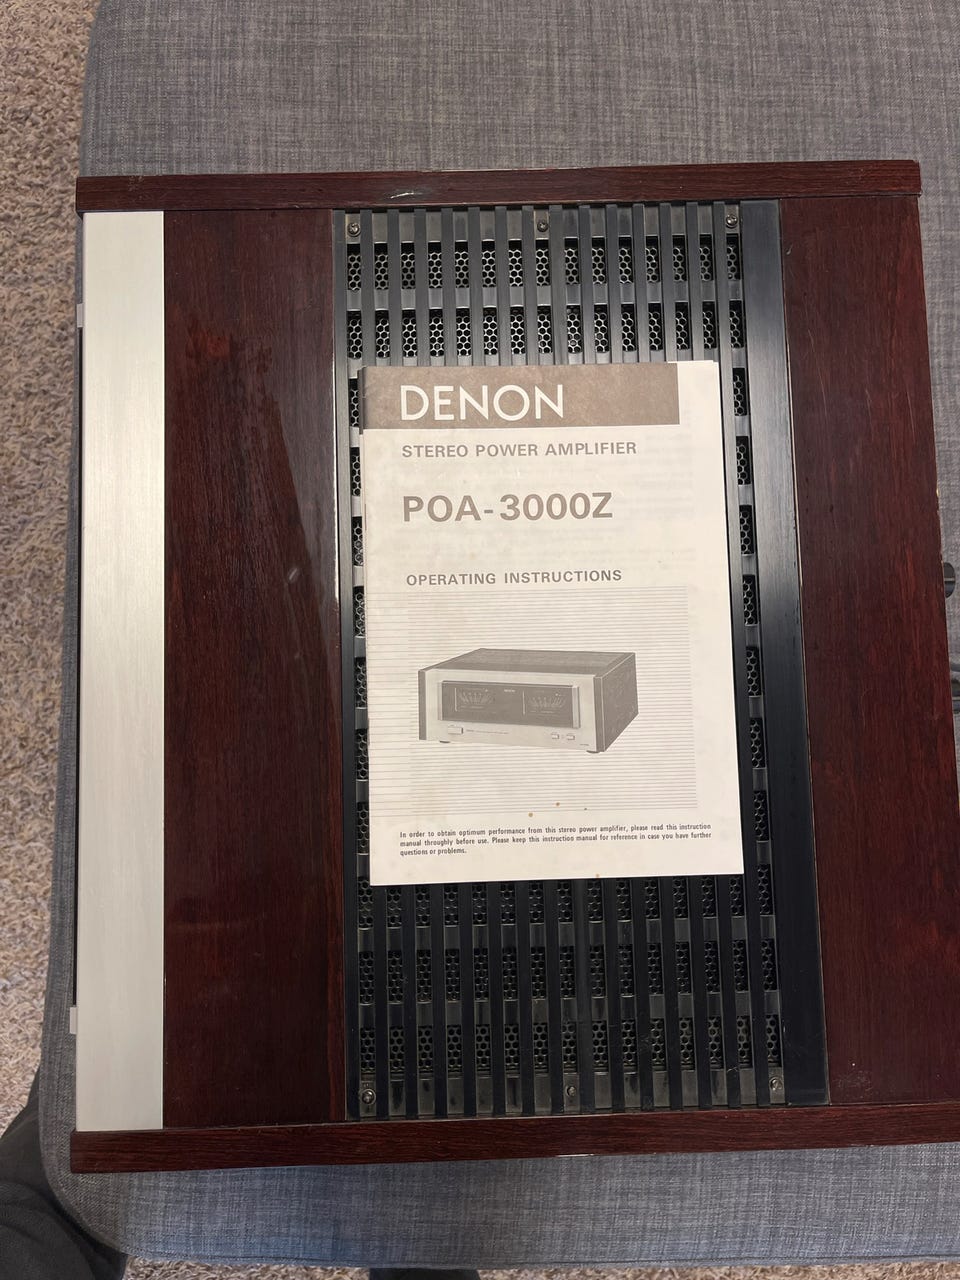 DENON
STEREO POWER AMPLIFIER
POA-3000Z
OPERATING INSTRUCTIONS
DENON
In order to obtain optimum performance from this stereo power amplifier, please read this instruction
manual throughly before use. Please keep this instruction manual for reference in case you have further
questions or problems.